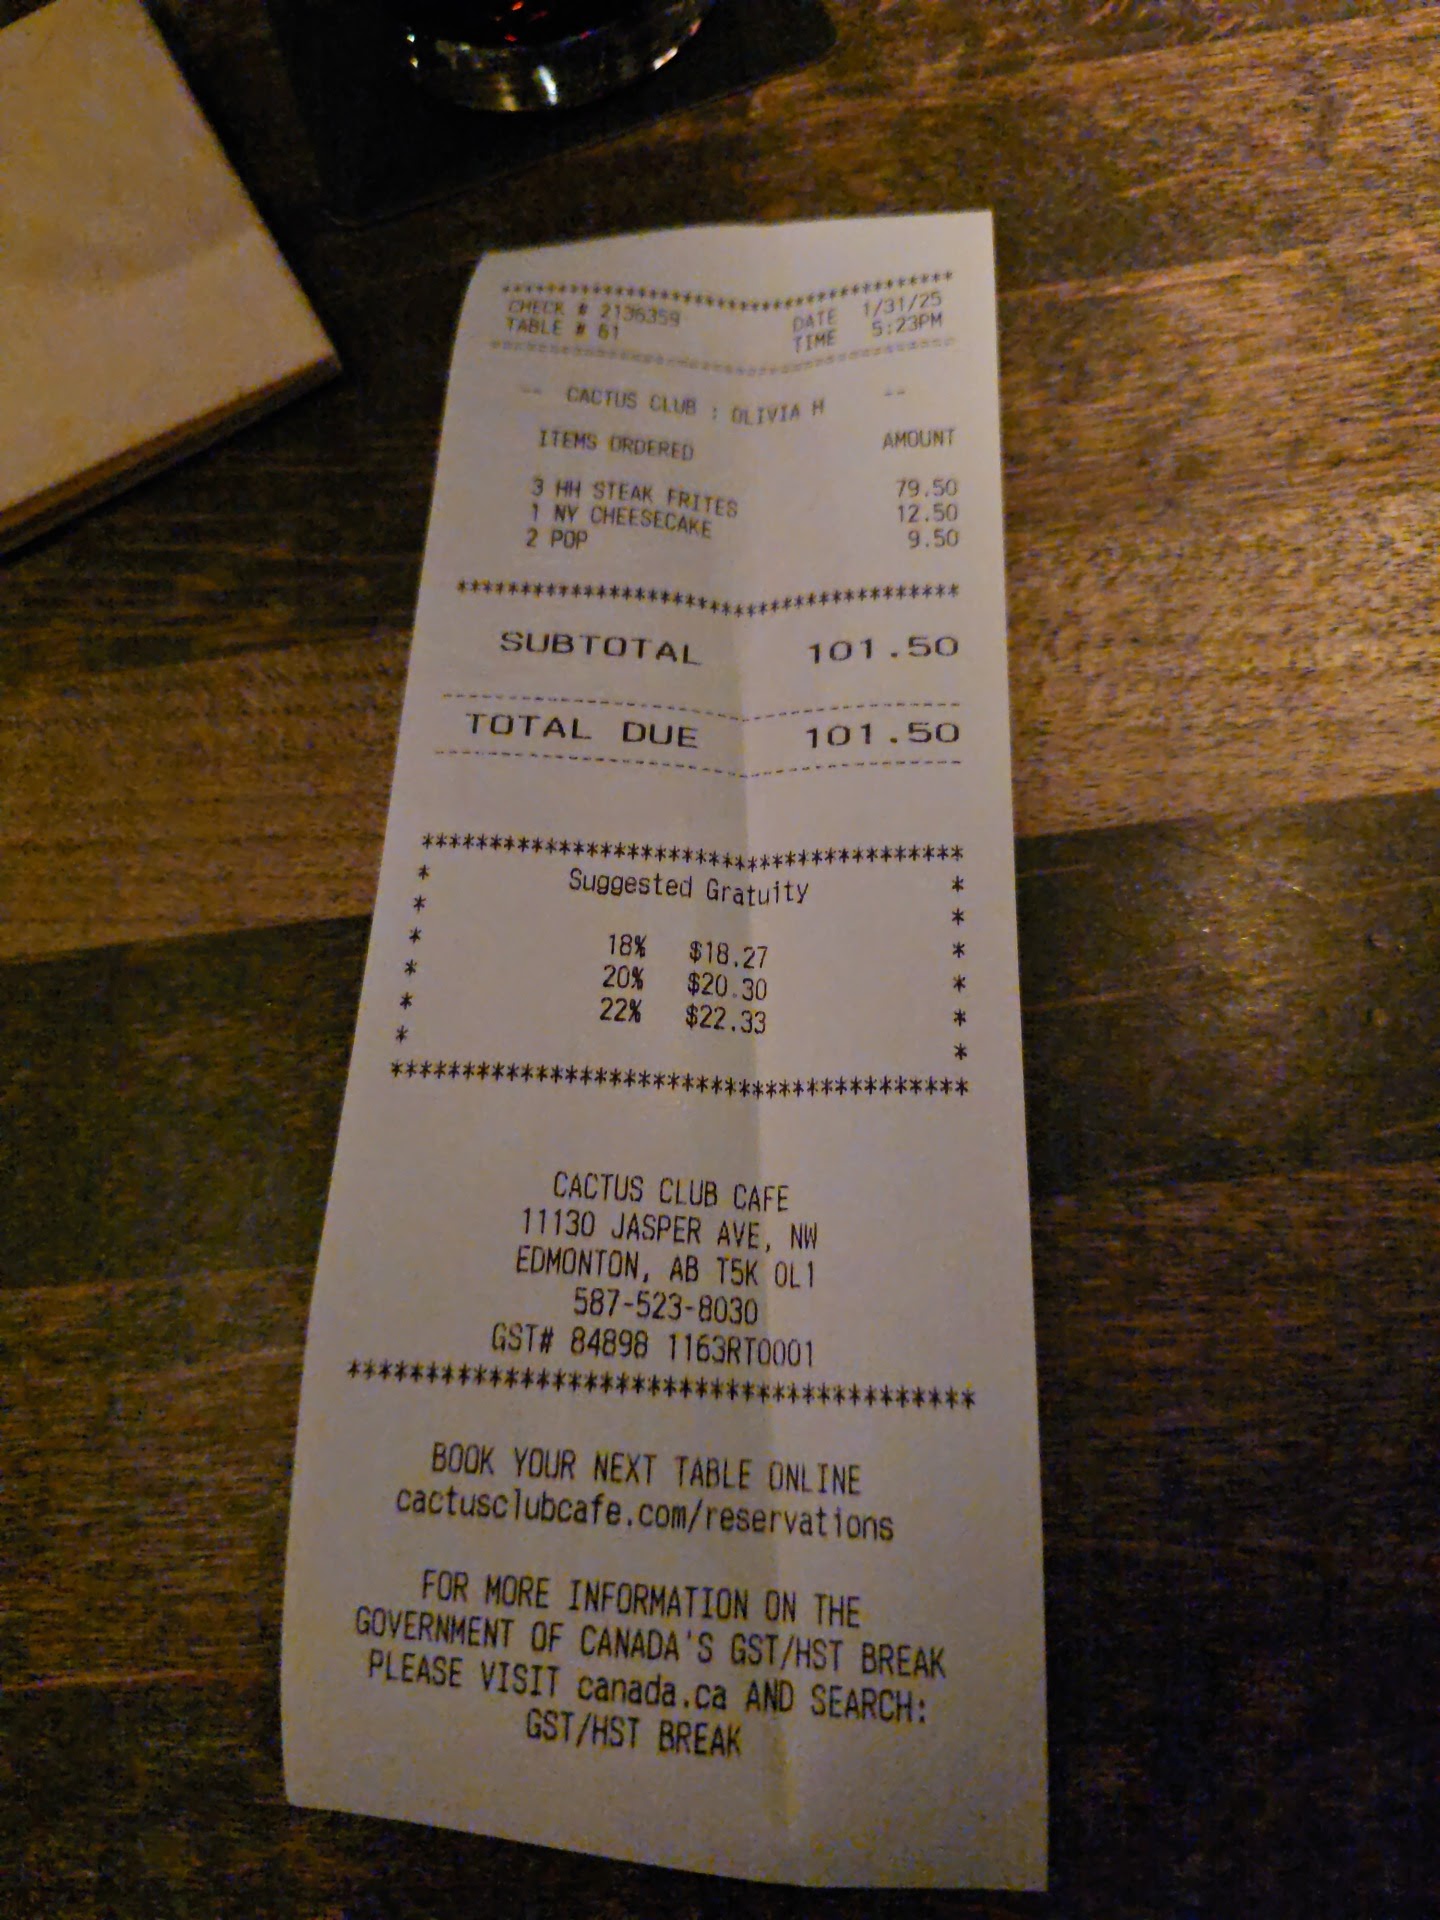 ****************************************
CHECK # 2136359 DATE 1/31/25
TABLE # 61 TIME 5:23PM
========================================
-- CACTUS CLUB : OLIVIA H --
ITEMS ORDERED AMOUNT
3 HH STEAK FRITES 79.50
1 NY CHEESECAKE 12.50
2 POP 9.50
****************************************
SUBTOTAL 101.50
----------------------------------------
TOTAL DUE 101.50
----------------------------------------
****************************************
* Suggested Gratuity *
* *
* 18% $18.27 *
* 20% $20.30 *
* 22% $22.33 *
* *
****************************************
CACTUS CLUB CAFE
11130 JASPER AVE, NW
EDMONTON, AB T5K 0L1
587-523-8030
GST# 84898 1163RT0001
****************************************
BOOK YOUR NEXT TABLE ONLINE
cactusclubcafe.com/reservations
FOR MORE INFORMATION ON THE
GOVERNMENT OF CANADA'S GST/HST BREAK
PLEASE VISIT canada.ca AND SEARCH:
GST/HST BREAK